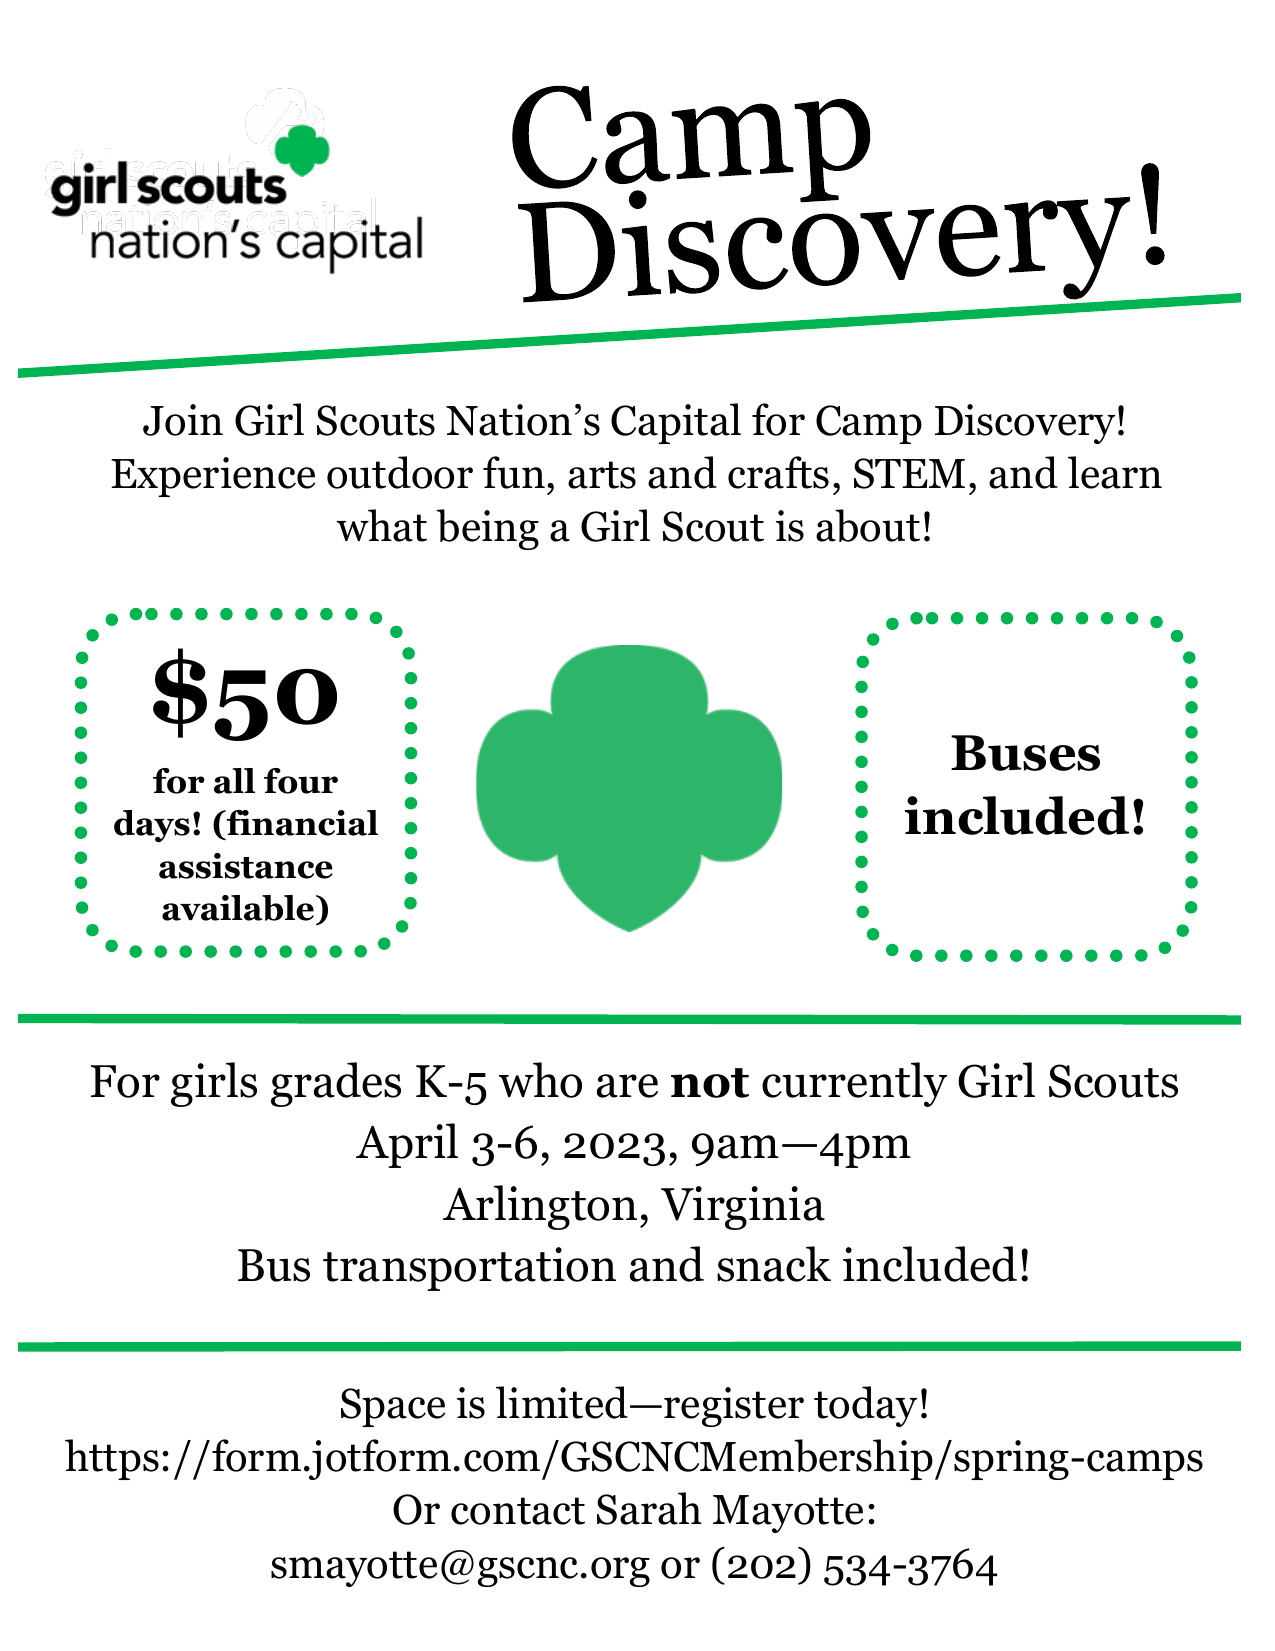 girl scouts
nation's capital
Camp
Discovery!
Join Girl Scouts Nation’s Capital for Camp Discovery!
Experience outdoor fun, arts and crafts, STEM, and learn
what being a Girl Scout is about!
$50
for all four
days! (financial
assistance
available)
Buses
included!
For girls grades K-5 who are not currently Girl Scouts
April 3-6, 2023, 9am—4pm
Arlington, Virginia
Bus transportation and snack included!
Space is limited—register today!
https://form.jotform.com/GSCNCMembership/spring-camps
Or contact Sarah Mayotte:
smayotte@gscnc.org or (202) 534-3764